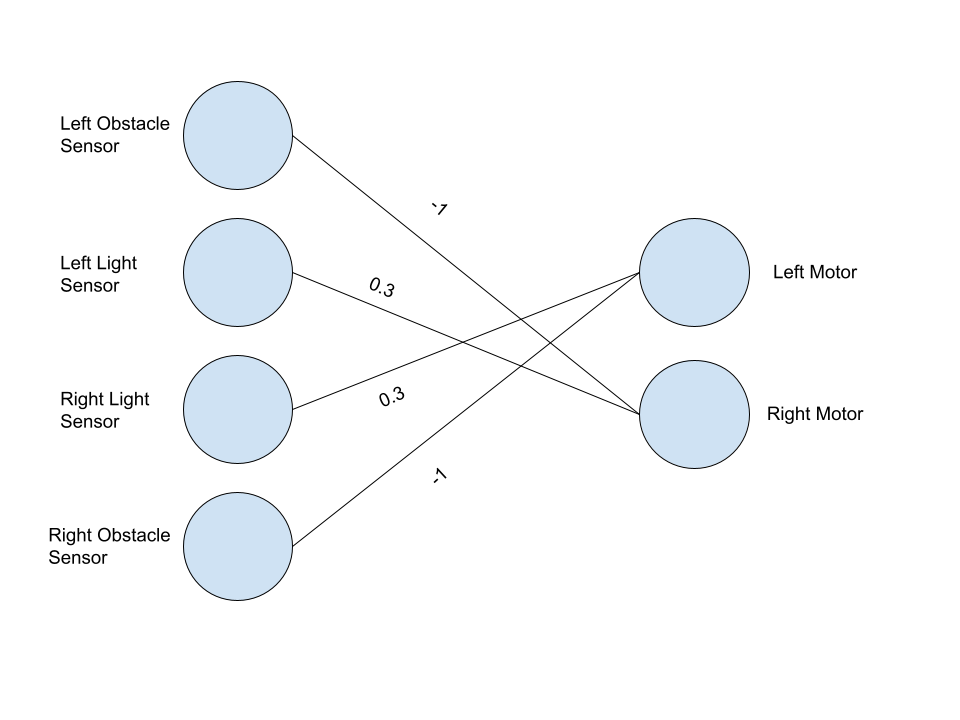 Left Obstacle
Sensor
-1
Left Light
Sensor
0.3
Left Motor
Right Light
Sensor
0.3
Right Motor
-1
Right Obstacle
Sensor